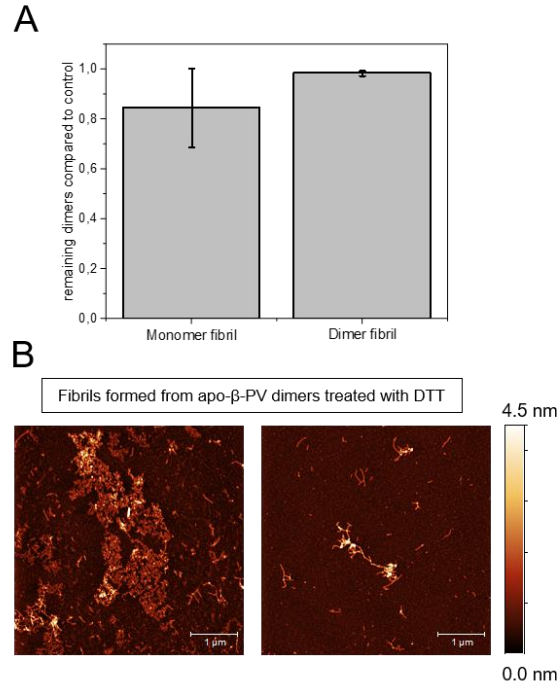 A
remaining dimers compared to control
1,0
0,8
0,6
0,4
0,2
0,0
Monomer fibril
Dimer fibril
B
Fibrils formed from apo-β-PV dimers treated with DTT
4.5 nm
1 µm
1 µm
0.0 nm